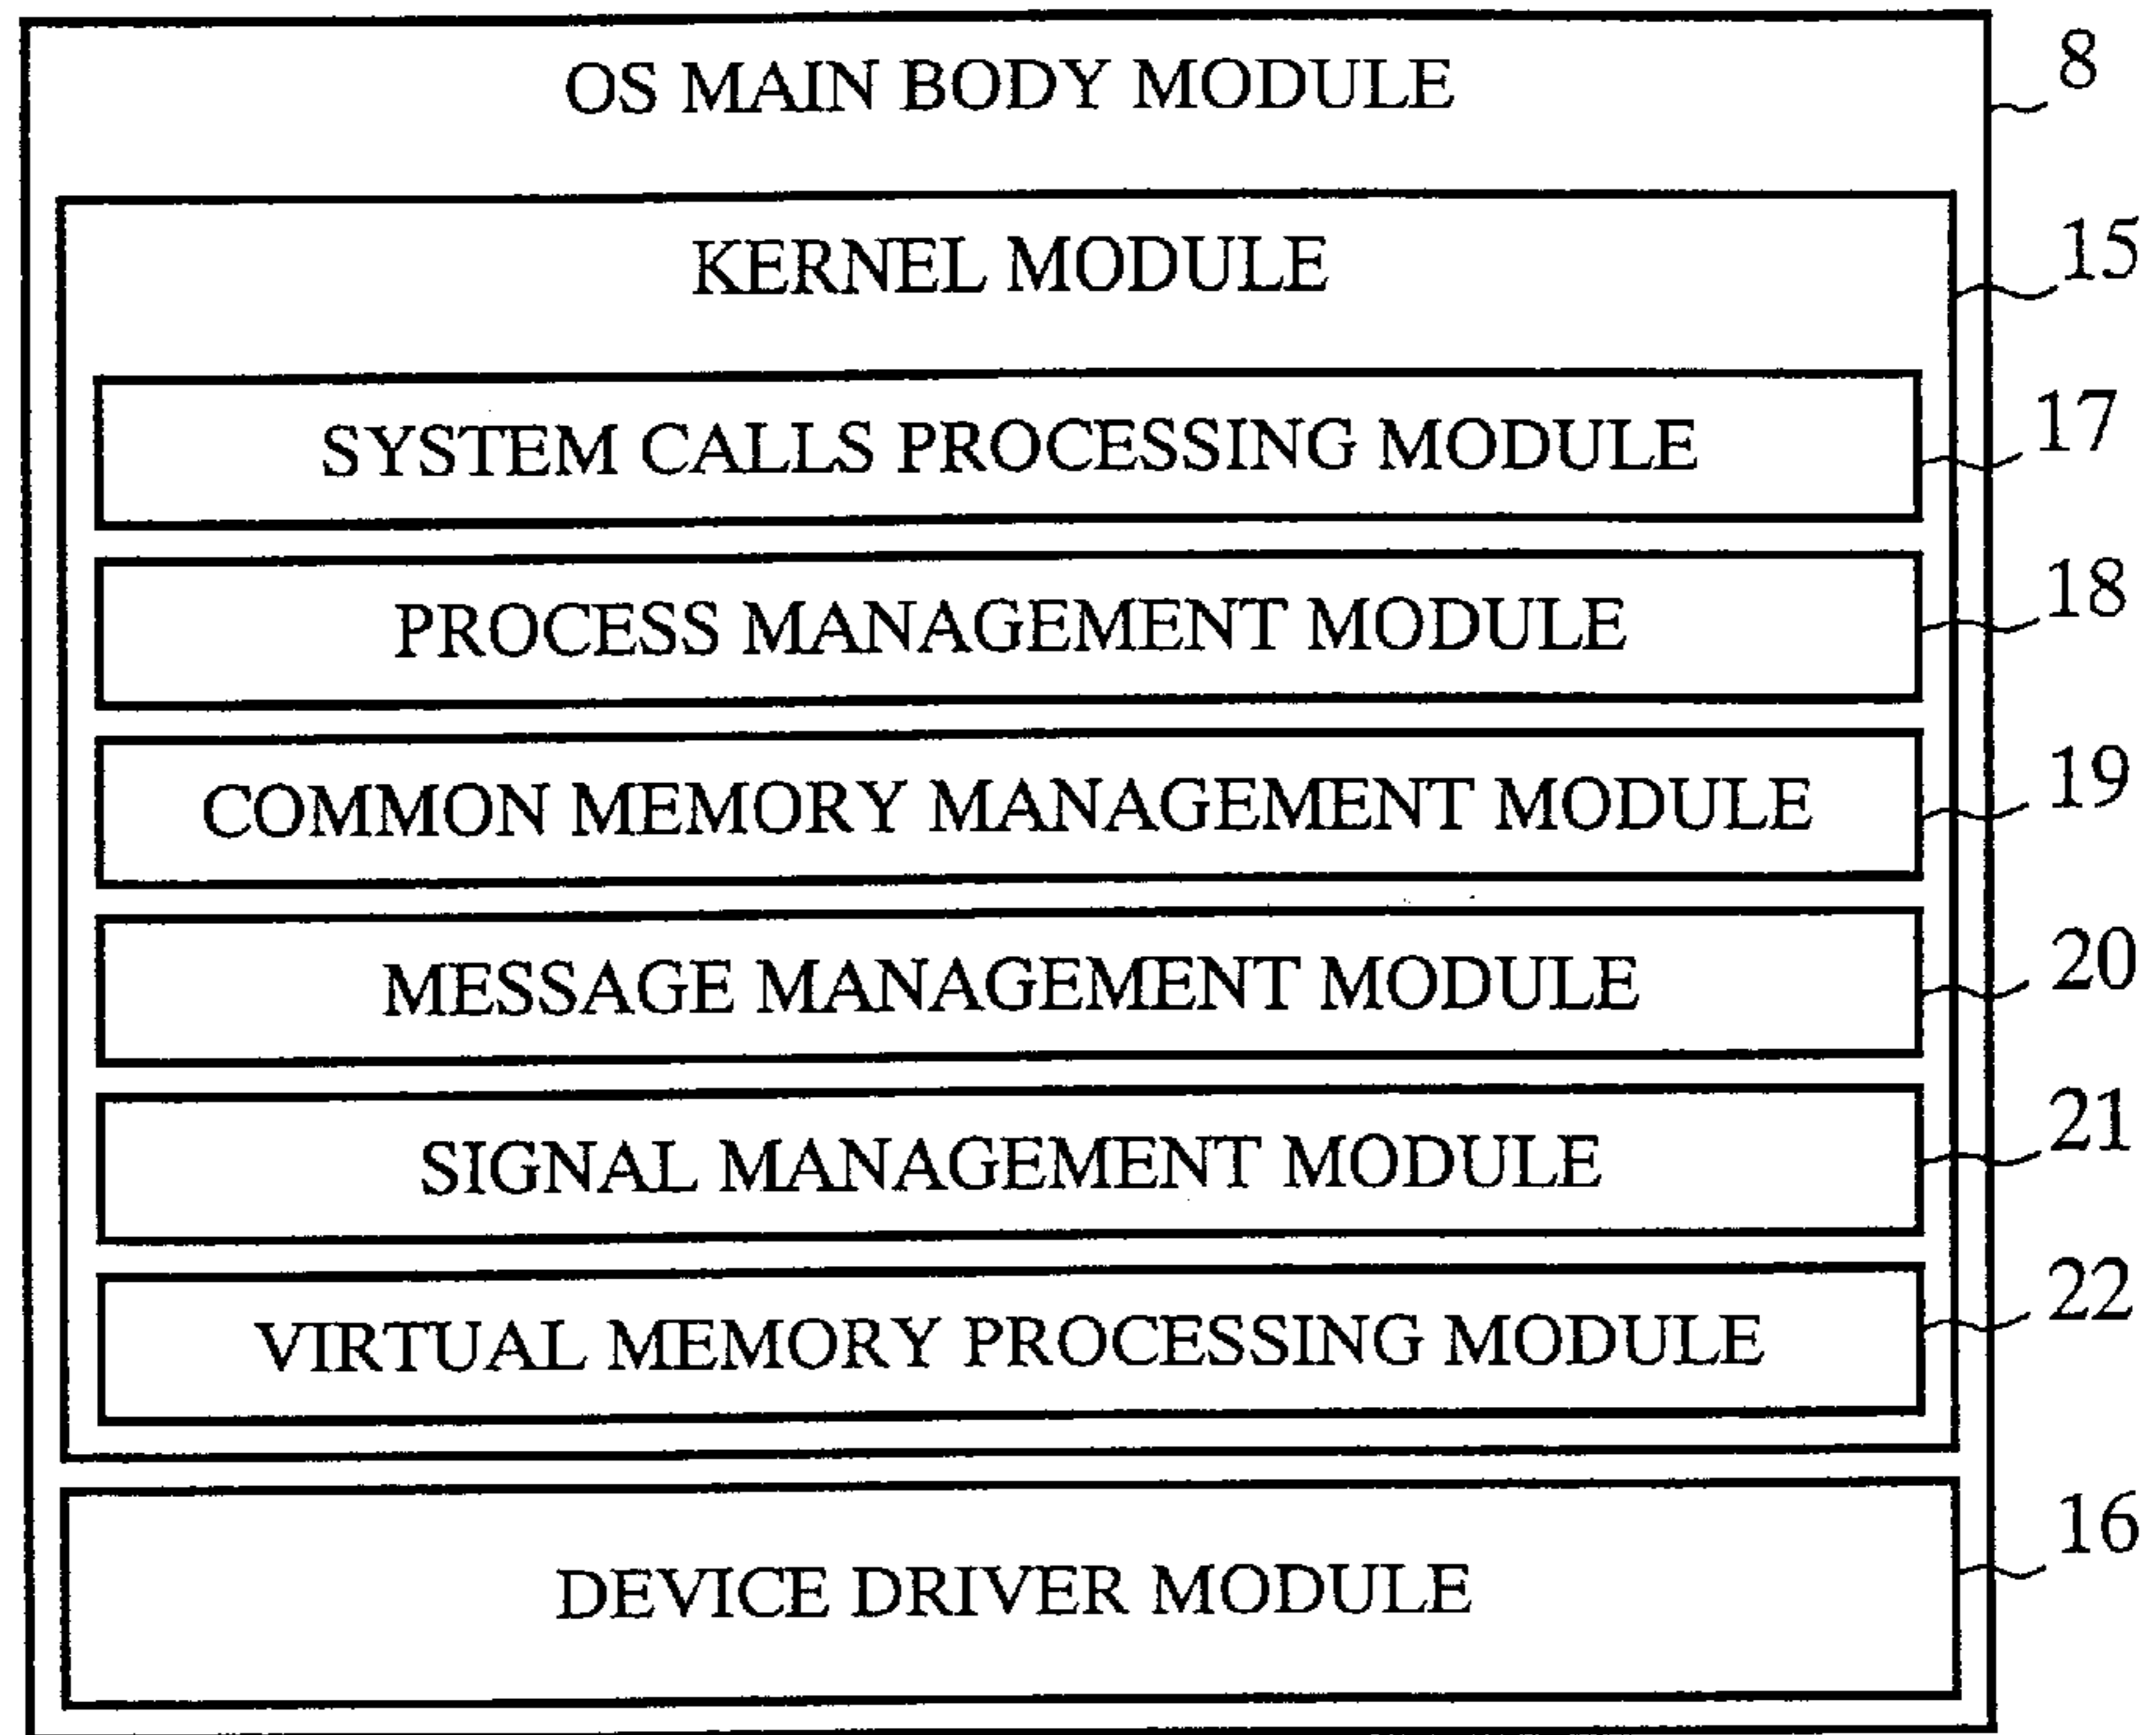 OS MAIN BODY MODULE 8
KERNEL MODULE 15
SYSTEM CALLS PROCESSING MODULE 17
PROCESS MANAGEMENT MODULE 18
COMMON MEMORY MANAGEMENT MODULE 19
MESSAGE MANAGEMENT MODULE 20
SIGNAL MANAGEMENT MODULE 21
VIRTUAL MEMORY PROCESSING MODULE 22
DEVICE DRIVER MODULE 16